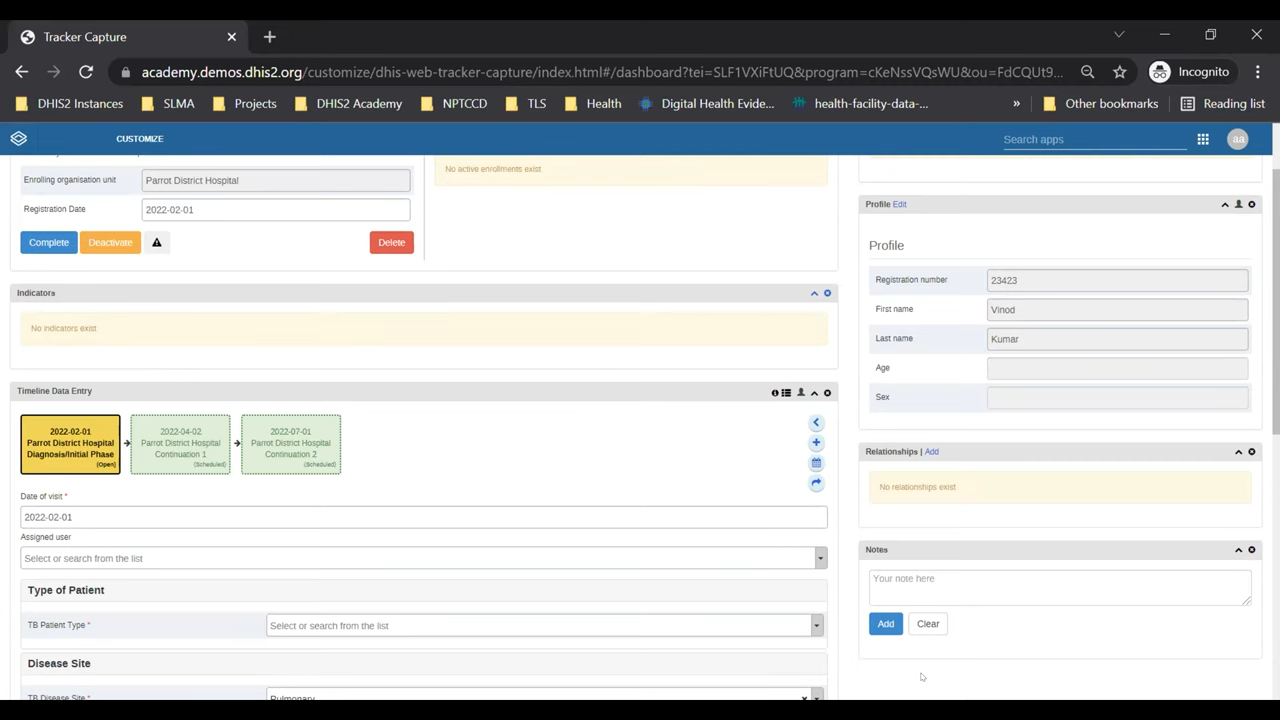 Tracker Capture
academy.demos.dhis2.org/customize/dhis-web-tracker-capture/index.html#/dashboard?tei=SLF1VXiFtUQ&program=cKeNssVQsWU&ou=FdCQUt9...
Incognito
DHIS2 Instances
SLMA
Projects
DHIS2 Academy
NPTCCD
TLS
Health
Digital Health Evide...
health-facility-data-...
»
Other bookmarks
Reading list
CUSTOMIZE
Search apps
aa
Enrolling organisation unit
Parrot District Hospital
Registration Date
2022-02-01
Complete
Deactivate
Delete
No active enrollments exist
Indicators
No indicators exist
Timeline Data Entry
2022-02-01
Parrot District Hospital
Diagnosis/Initial Phase
(Open)
2022-04-02
Parrot District Hospital
Continuation 1
(Scheduled)
2022-07-01
Parrot District Hospital
Continuation 2
(Scheduled)
Date of visit *
2022-02-01
Assigned user
Select or search from the list
Type of Patient
TB Patient Type *
Select or search from the list
Disease Site
TB Disease Site *
Pulmonary
Profile Edit
Profile
Registration number
23423
First name
Vinod
Last name
Kumar
Age
Sex
Relationships | Add
No relationships exist
Notes
Your note here
Add
Clear